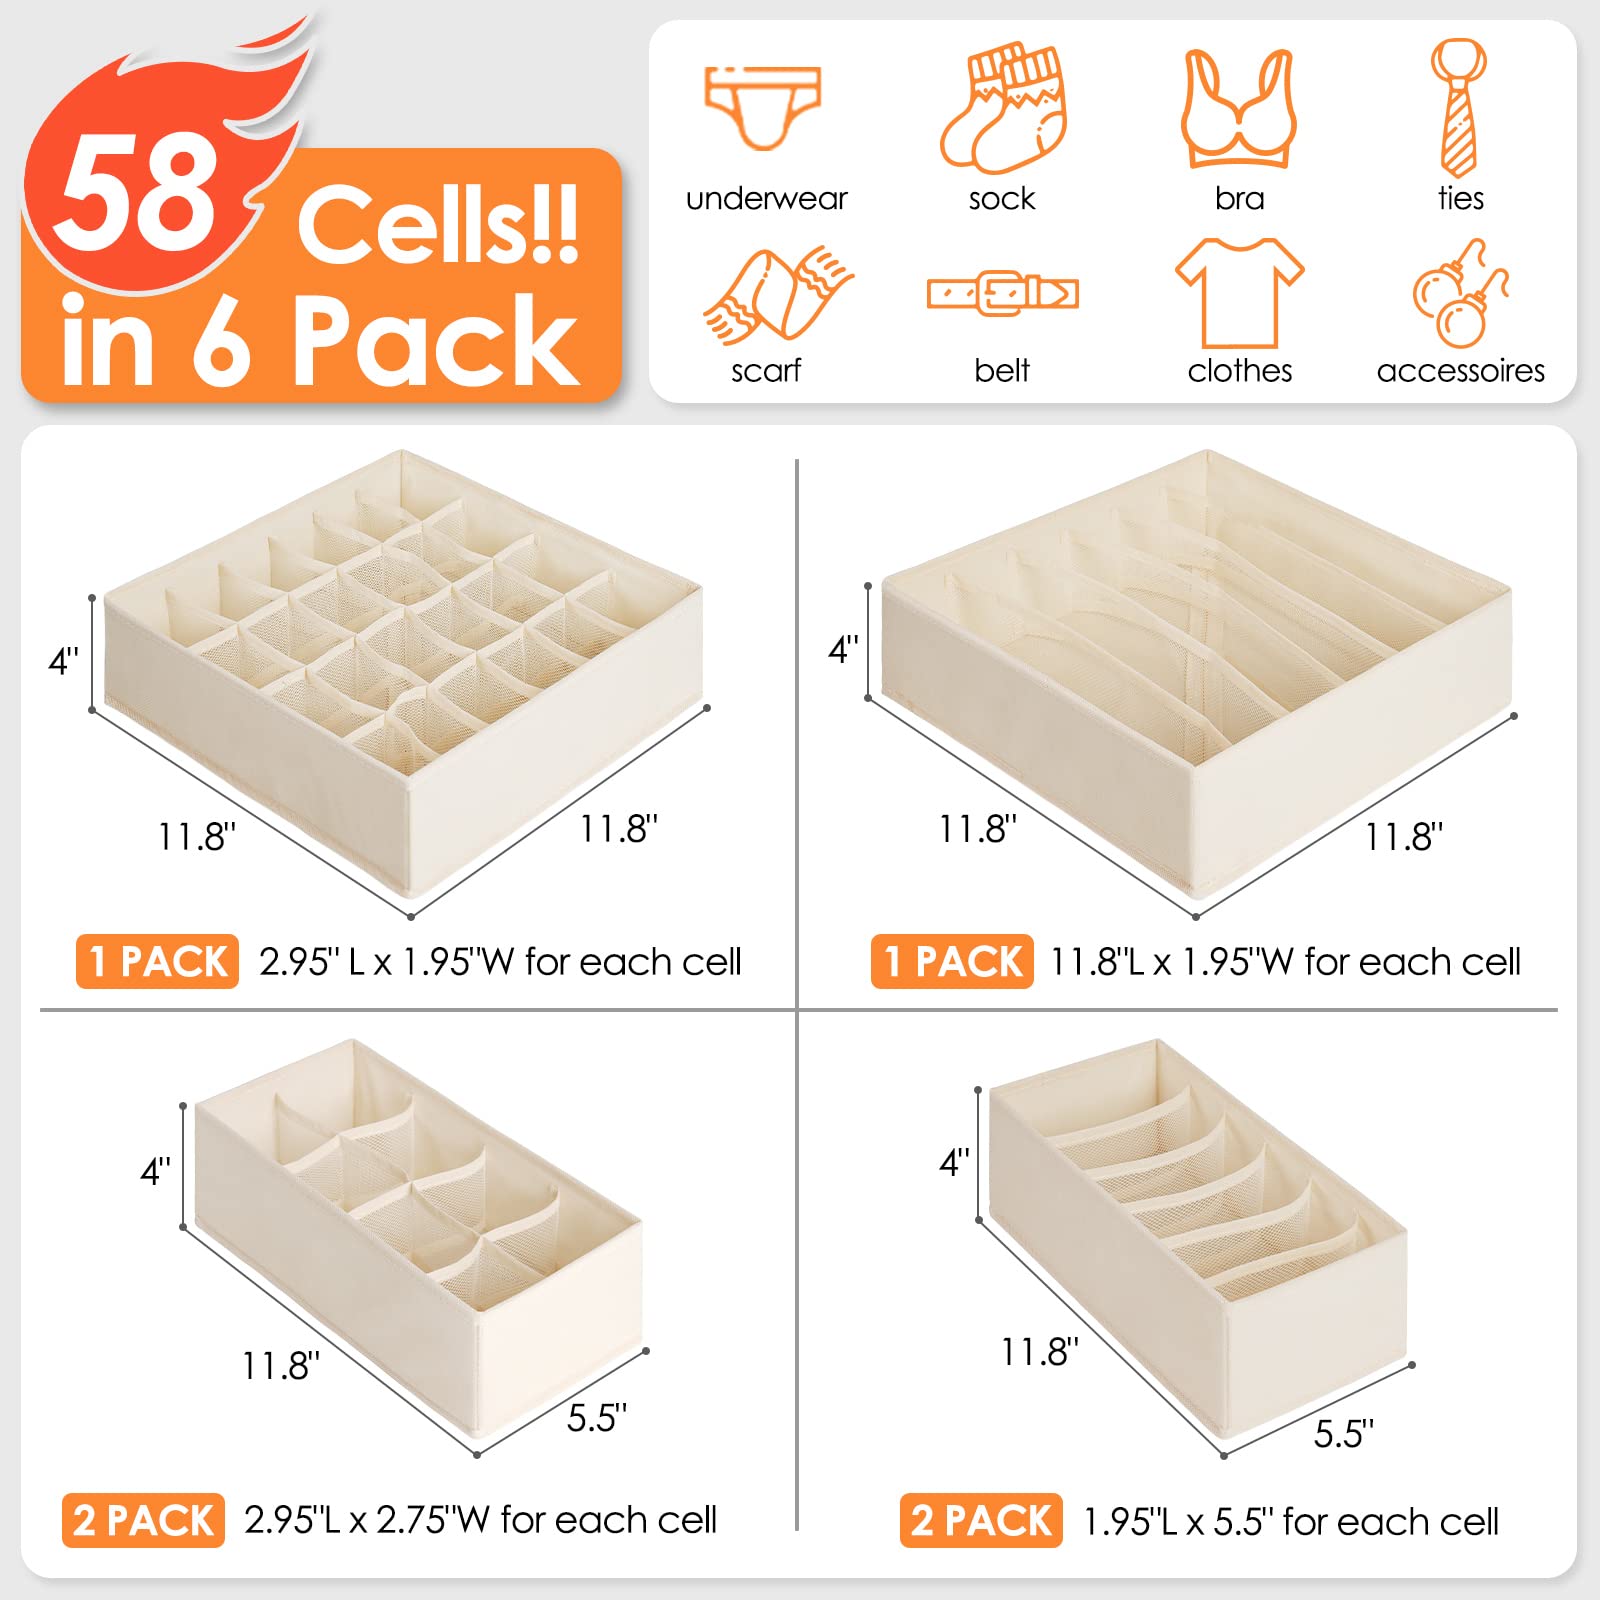 58 Cells!!
in 6 Pack
underwear sock bra ties
scarf belt clothes accessoires
4" 11.8" 11.8"
1 PACK 2.95" L x 1.95"W for each cell
4" 11.8" 11.8"
1 PACK 11.8"L x 1.95"W for each cell
4" 11.8" 5.5"
2 PACK 2.95"L x 2.75"W for each cell
4" 11.8" 5.5"
2 PACK 1.95"L x 5.5" for each cell